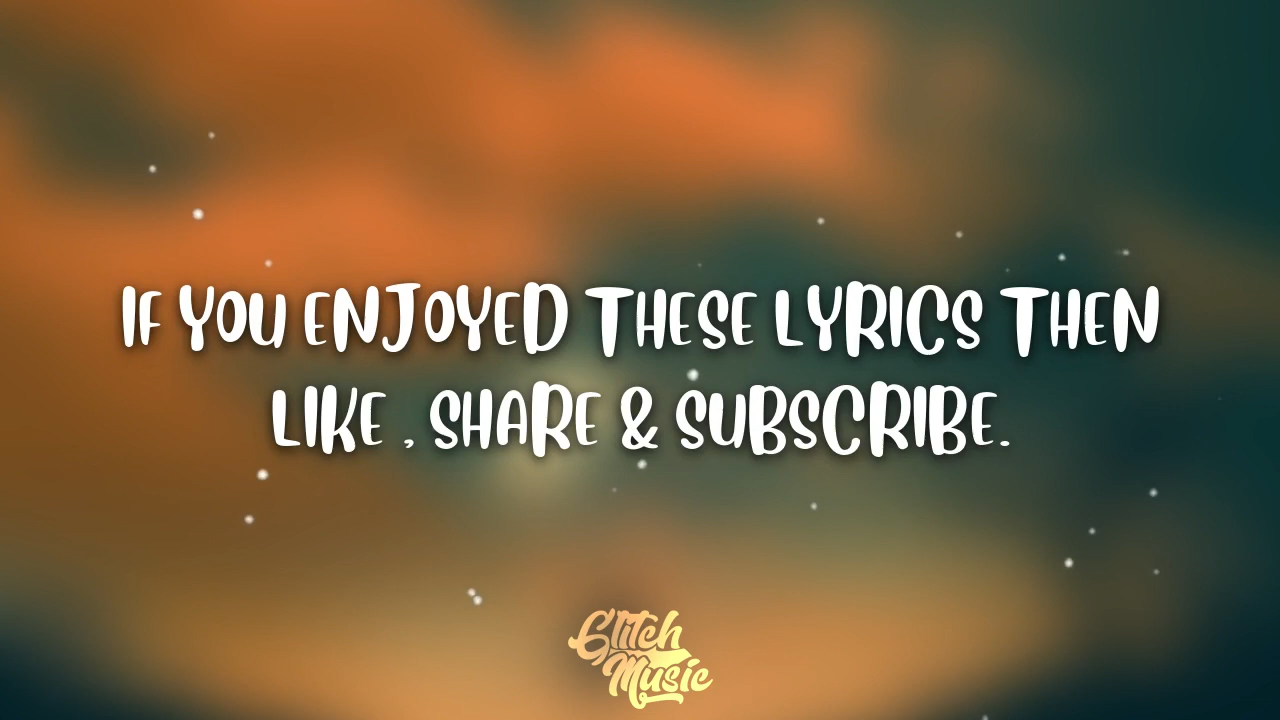 IF YOU ENJOYED THESE LYRICS THEN
LIKE , SHARE & SUBSCRIBE.
Glitch
Music